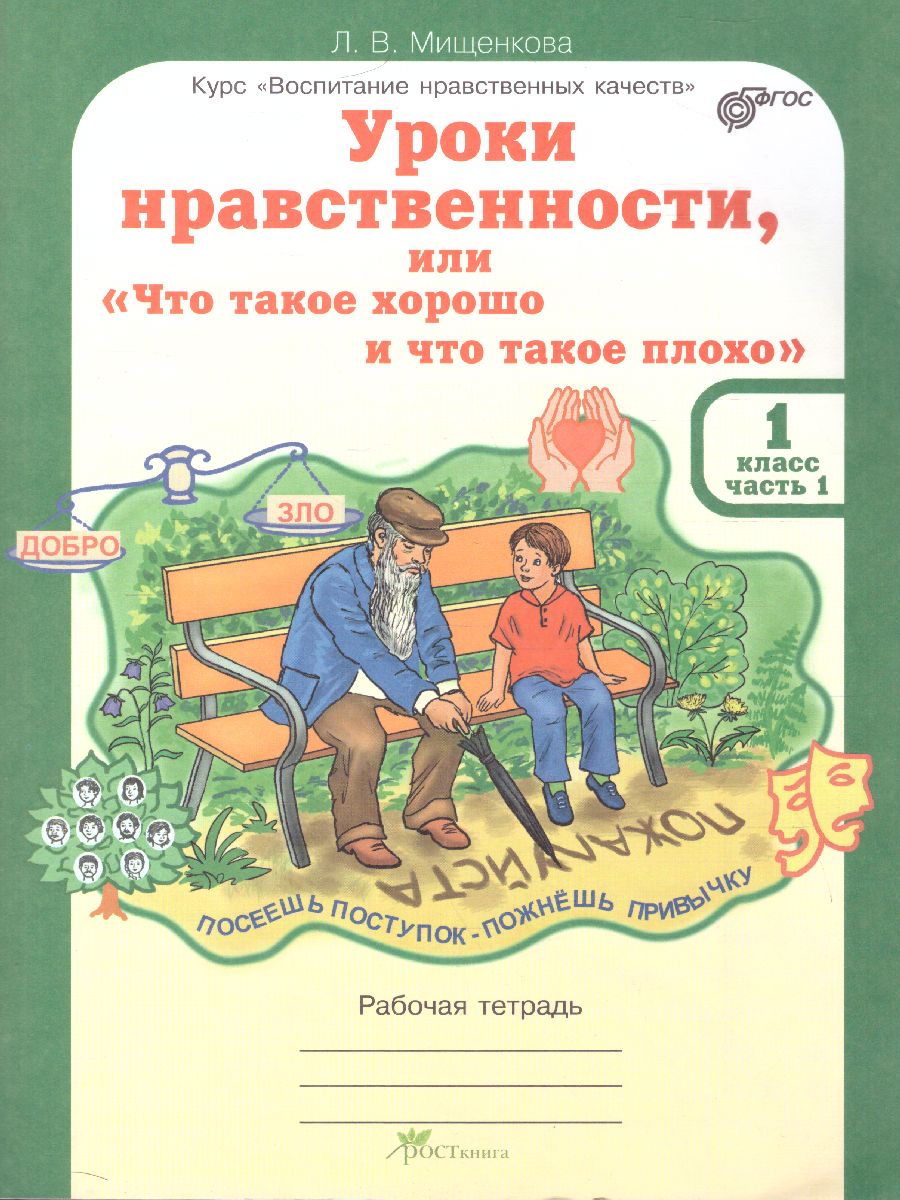 Л. В. Мищенкова
Курс «Воспитание нравственных качеств»
ФГОС
Уроки
нравственности,
или
«Что такое хорошо
и что такое плохо»
1
класс
часть 1
ЗЛО
ДОБРО
ПОЖАЛУЙСТА
ПОСЕЕШЬ ПОСТУПОК - ПОЖНЁШЬ ПРИВЫЧКУ
Рабочая тетрадь
РОСТкнига